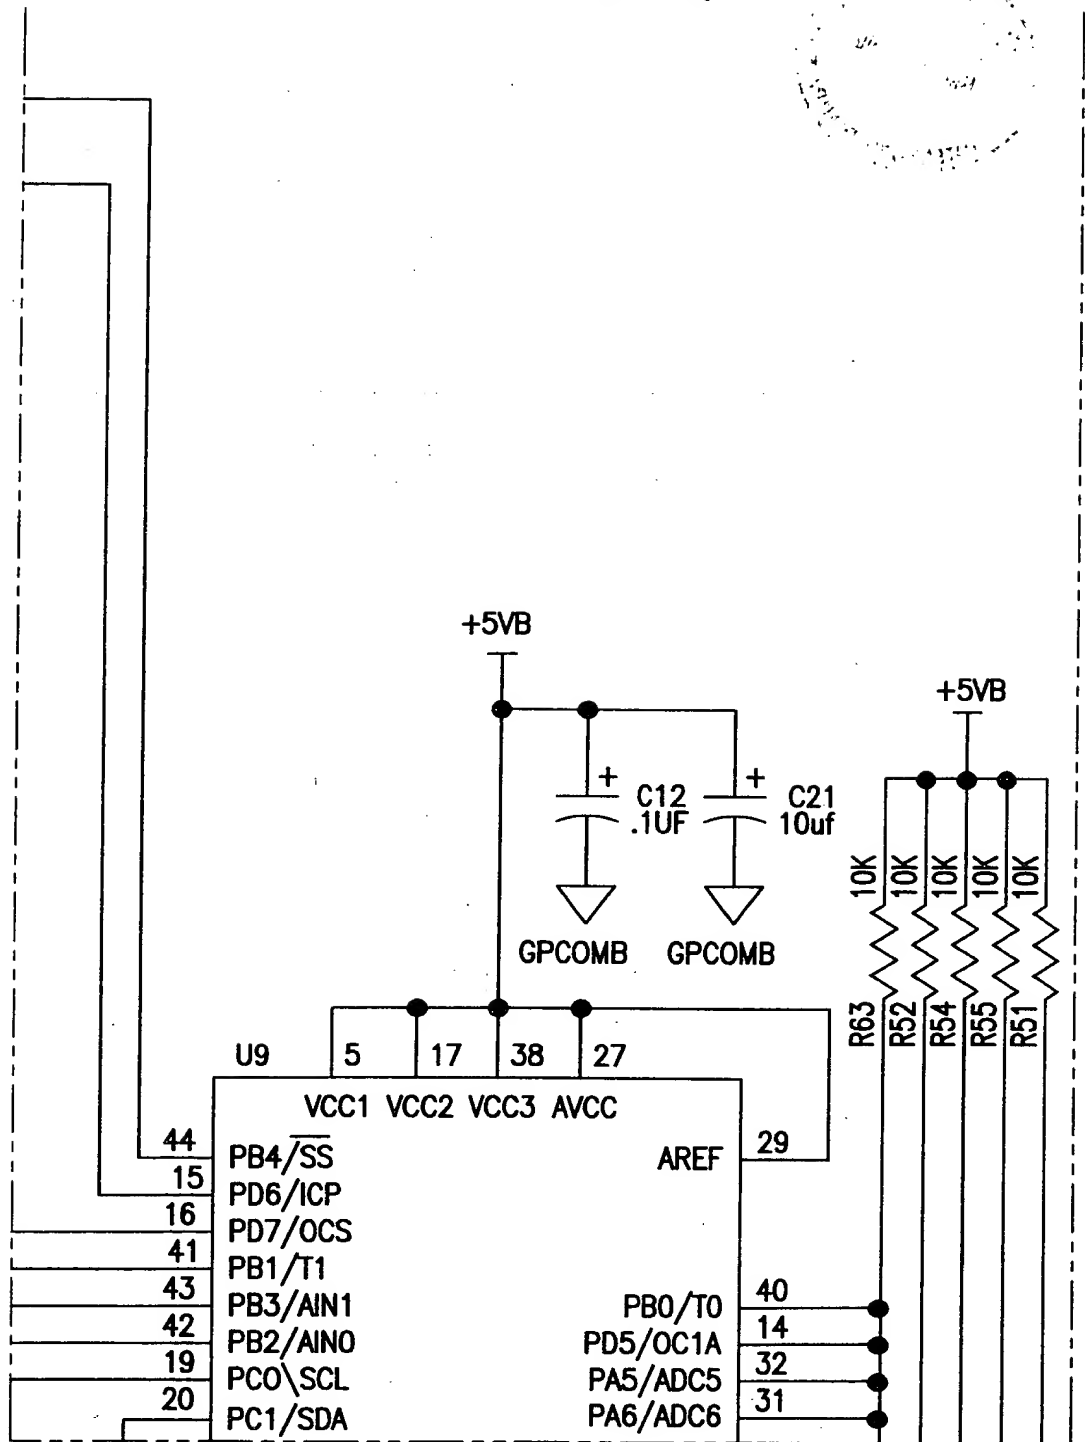 +5VB
+5VB
+ C12
.1UF
+ C21
10uf
10K 10K 10K 10K 10K
GPCOMB GPCOMB
R63 R52 R54 R55 R51
U9 5 17 38 27
VCC1 VCC2 VCC3 AVCC
44 PB4/SS
AREF 29
15 PD6/ICP
16 PD7/OCS
41 PB1/T1
43 PB3/AIN1
PB0/T0 40
42 PB2/AIN0
PD5/OC1A 14
19 PC0\SCL
PA5/ADC5 32
20 PC1/SDA
PA6/ADC6 31